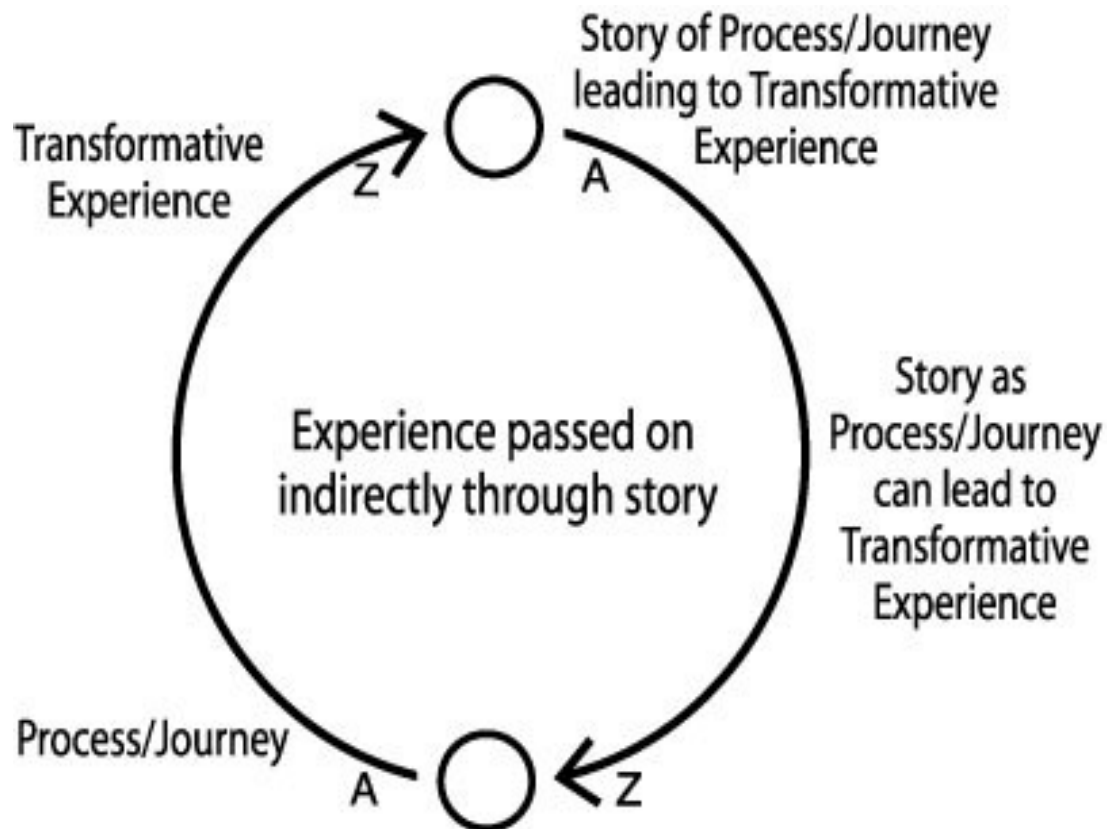 Story of Process/Journey
leading to Transformative
Experience
Transformative
Experience
Z
A
Experience passed on
indirectly through story
Story as
Process/Journey
can lead to
Transformative
Experience
Process/Journey
A
Z